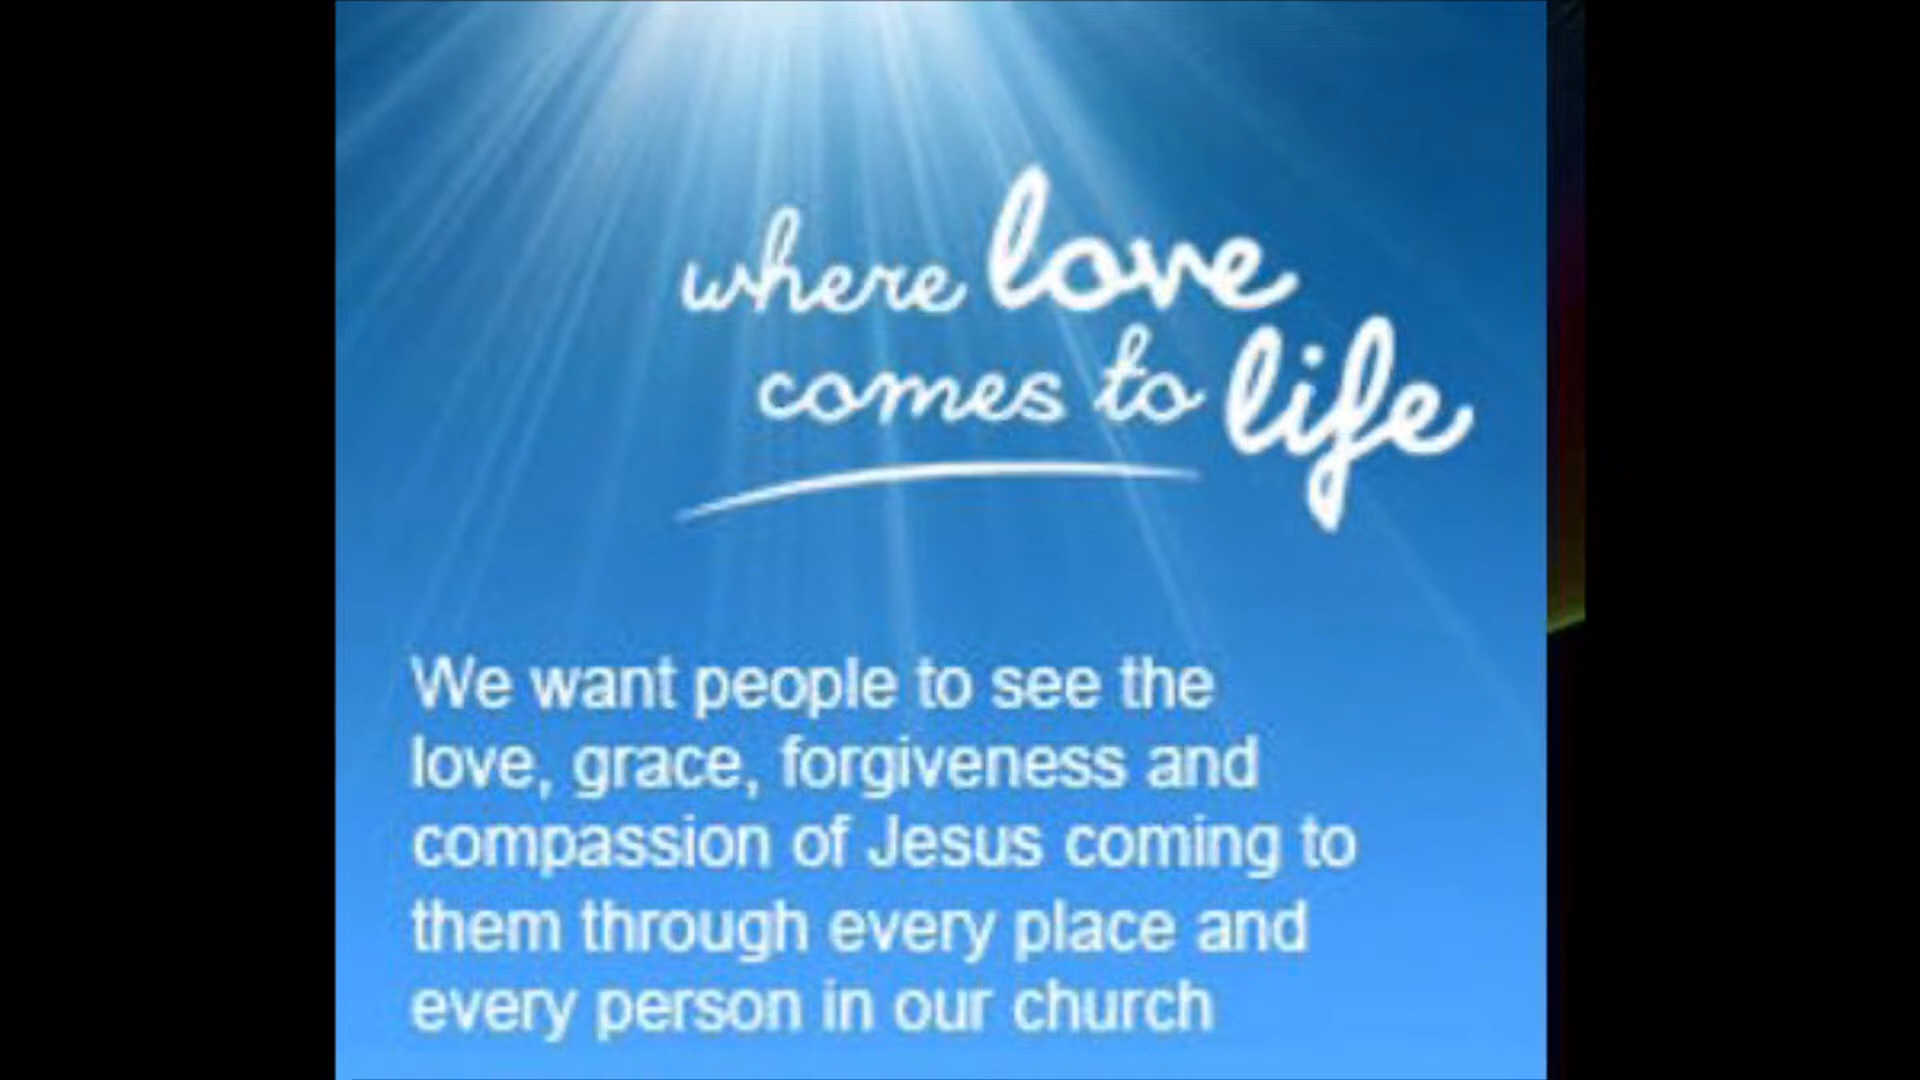 where love
comes to life
We want people to see the
love, grace, forgiveness and
compassion of Jesus coming to
them through every place and
every person in our church